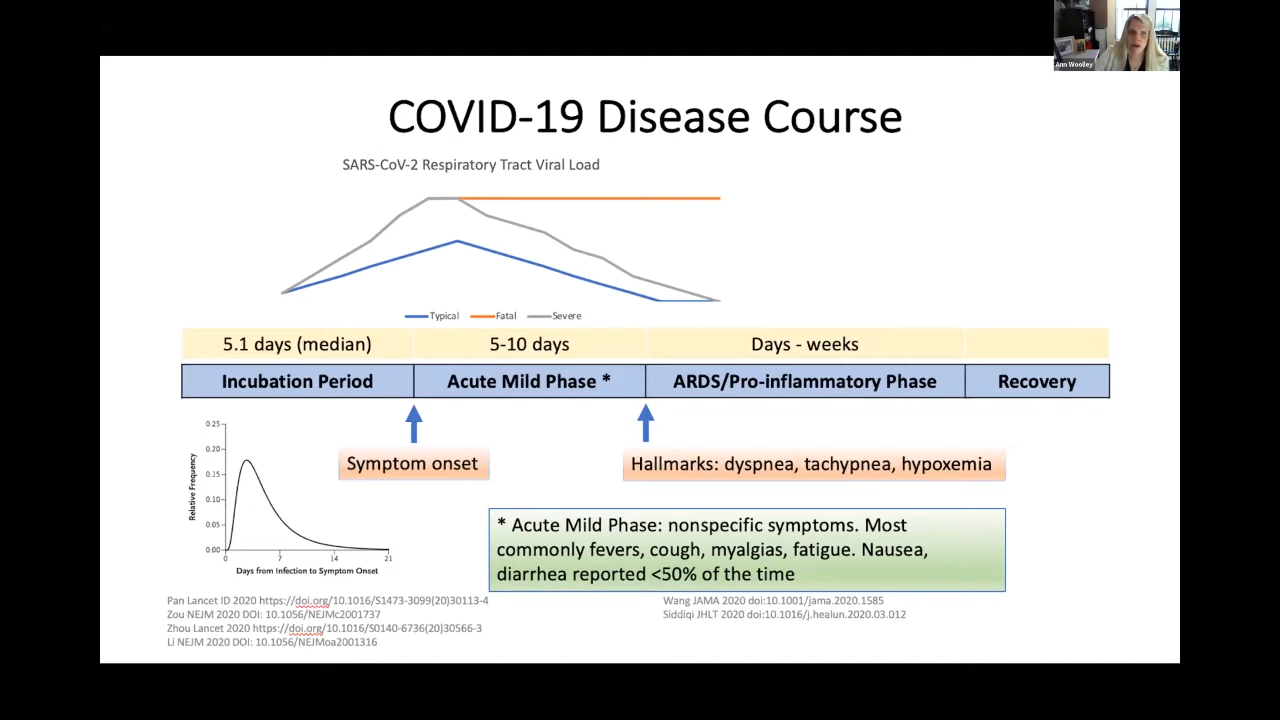 Ann Woolley
COVID-19 Disease Course
SARS-CoV-2 Respiratory Tract Viral Load
Typical Fatal Severe
5.1 days (median) 5-10 days Days - weeks
Incubation Period Acute Mild Phase * ARDS/Pro-inflammatory Phase Recovery
Symptom onset
Hallmarks: dyspnea, tachypnea, hypoxemia
Relative Frequency
0.25
0.20
0.15
0.10
0.05
0.00
0 7 14 21
Days from Infection to Symptom Onset
* Acute Mild Phase: nonspecific symptoms. Most
commonly fevers, cough, myalgias, fatigue. Nausea,
diarrhea reported <50% of the time
Pan Lancet ID 2020 https://doi.org/10.1016/S1473-3099(20)30113-4
Zou NEJM 2020 DOI: 10.1056/NEJMc2001737
Zhou Lancet 2020 https://doi.org/10.1016/S0140-6736(20)30566-3
Li NEJM 2020 DOI: 10.1056/NEJMoa2001316
Wang JAMA 2020 doi:10.1001/jama.2020.1585
Siddiqi JHLT 2020 doi:10.1016/j.healun.2020.03.012